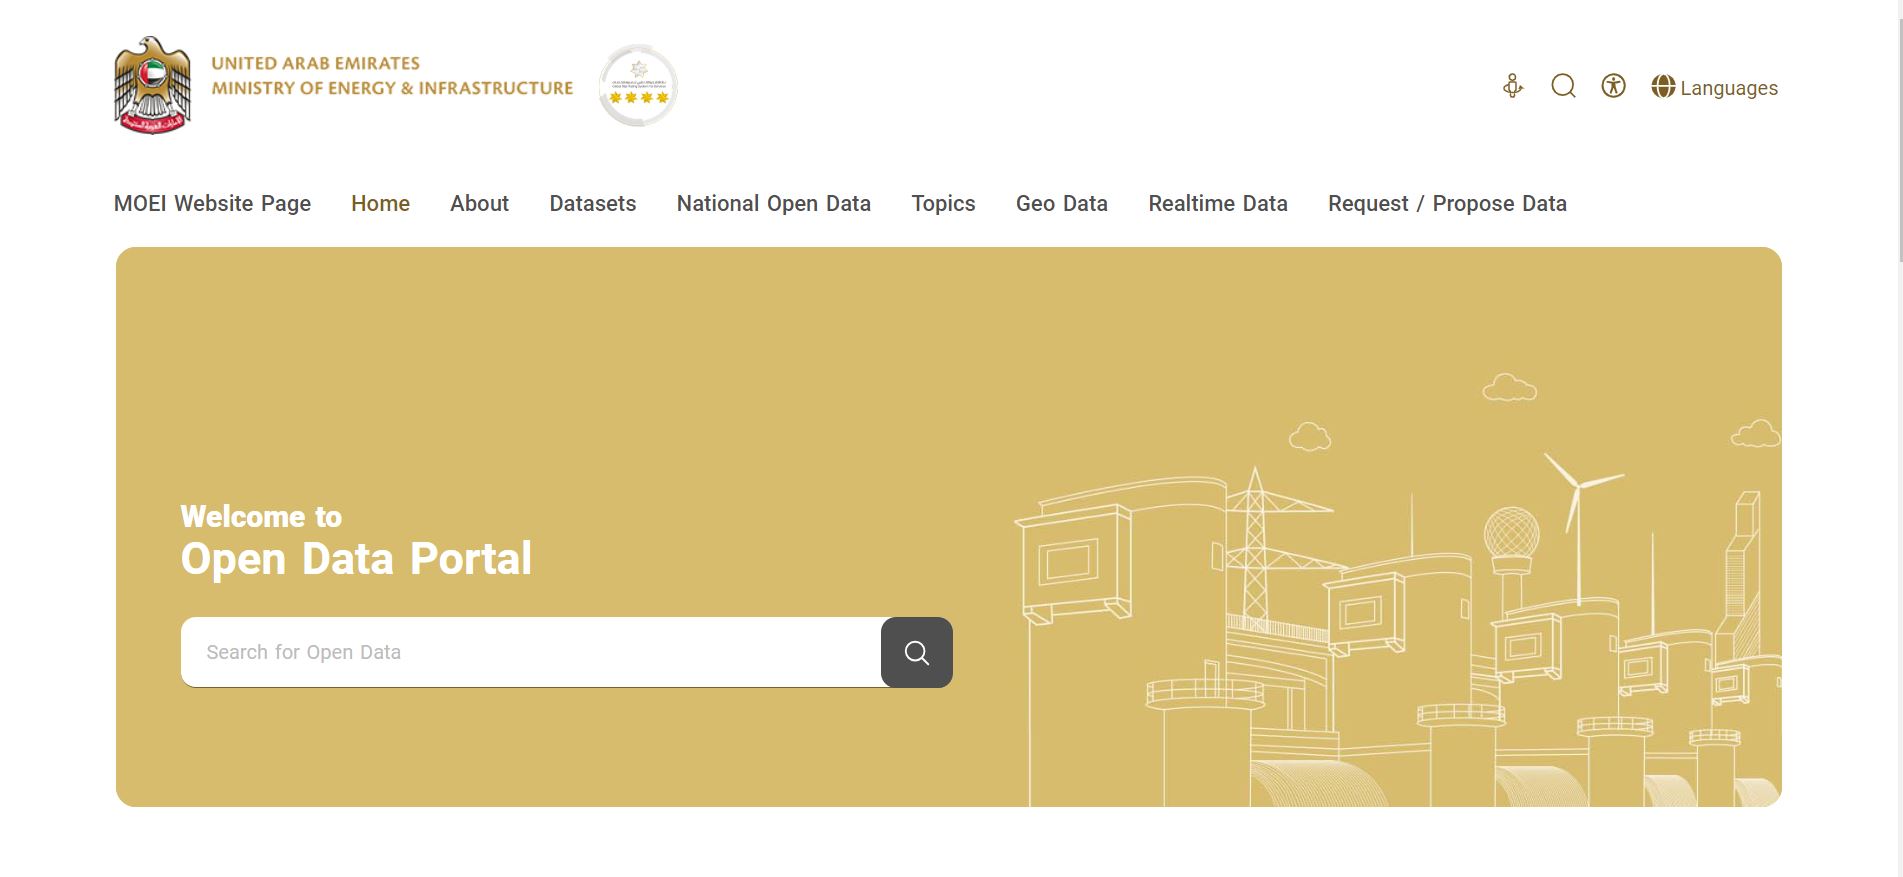 UNITED ARAB EMIRATES
MINISTRY OF ENERGY & INFRASTRUCTURE
Languages
MOEI Website Page
Home
About
Datasets
National Open Data
Topics
Geo Data
Realtime Data
Request / Propose Data
Welcome to
Open Data Portal
Search for Open Data